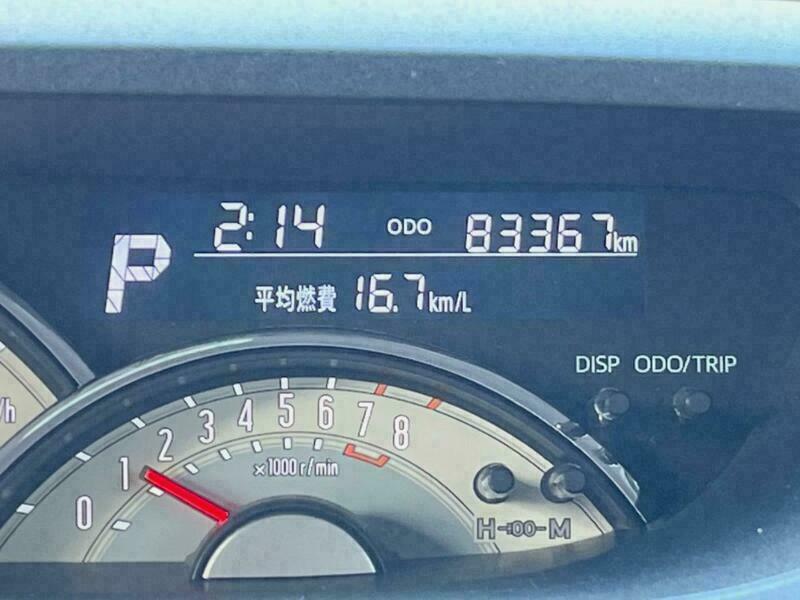 2:14 ODO 83367km
P
平均燃費 16.7km/L
DISP ODO/TRIP
/h
0 1 2 3 4 5 6 7 8
×1000 r/min
H-:00-M